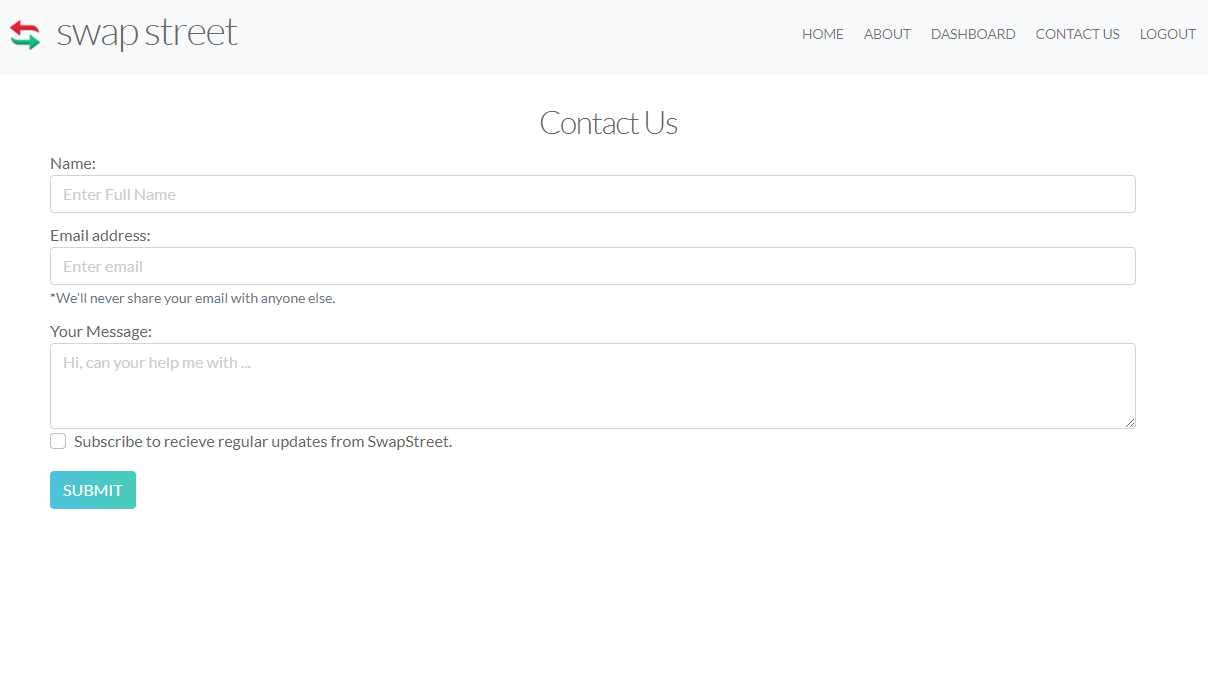 swap street
HOME ABOUT DASHBOARD CONTACT US LOGOUT
Contact Us
Name:
Enter Full Name
Email address:
Enter email
*We'll never share your email with anyone else.
Your Message:
Hi, can your help me with ...
Subscribe to recieve regular updates from SwapStreet.
SUBMIT